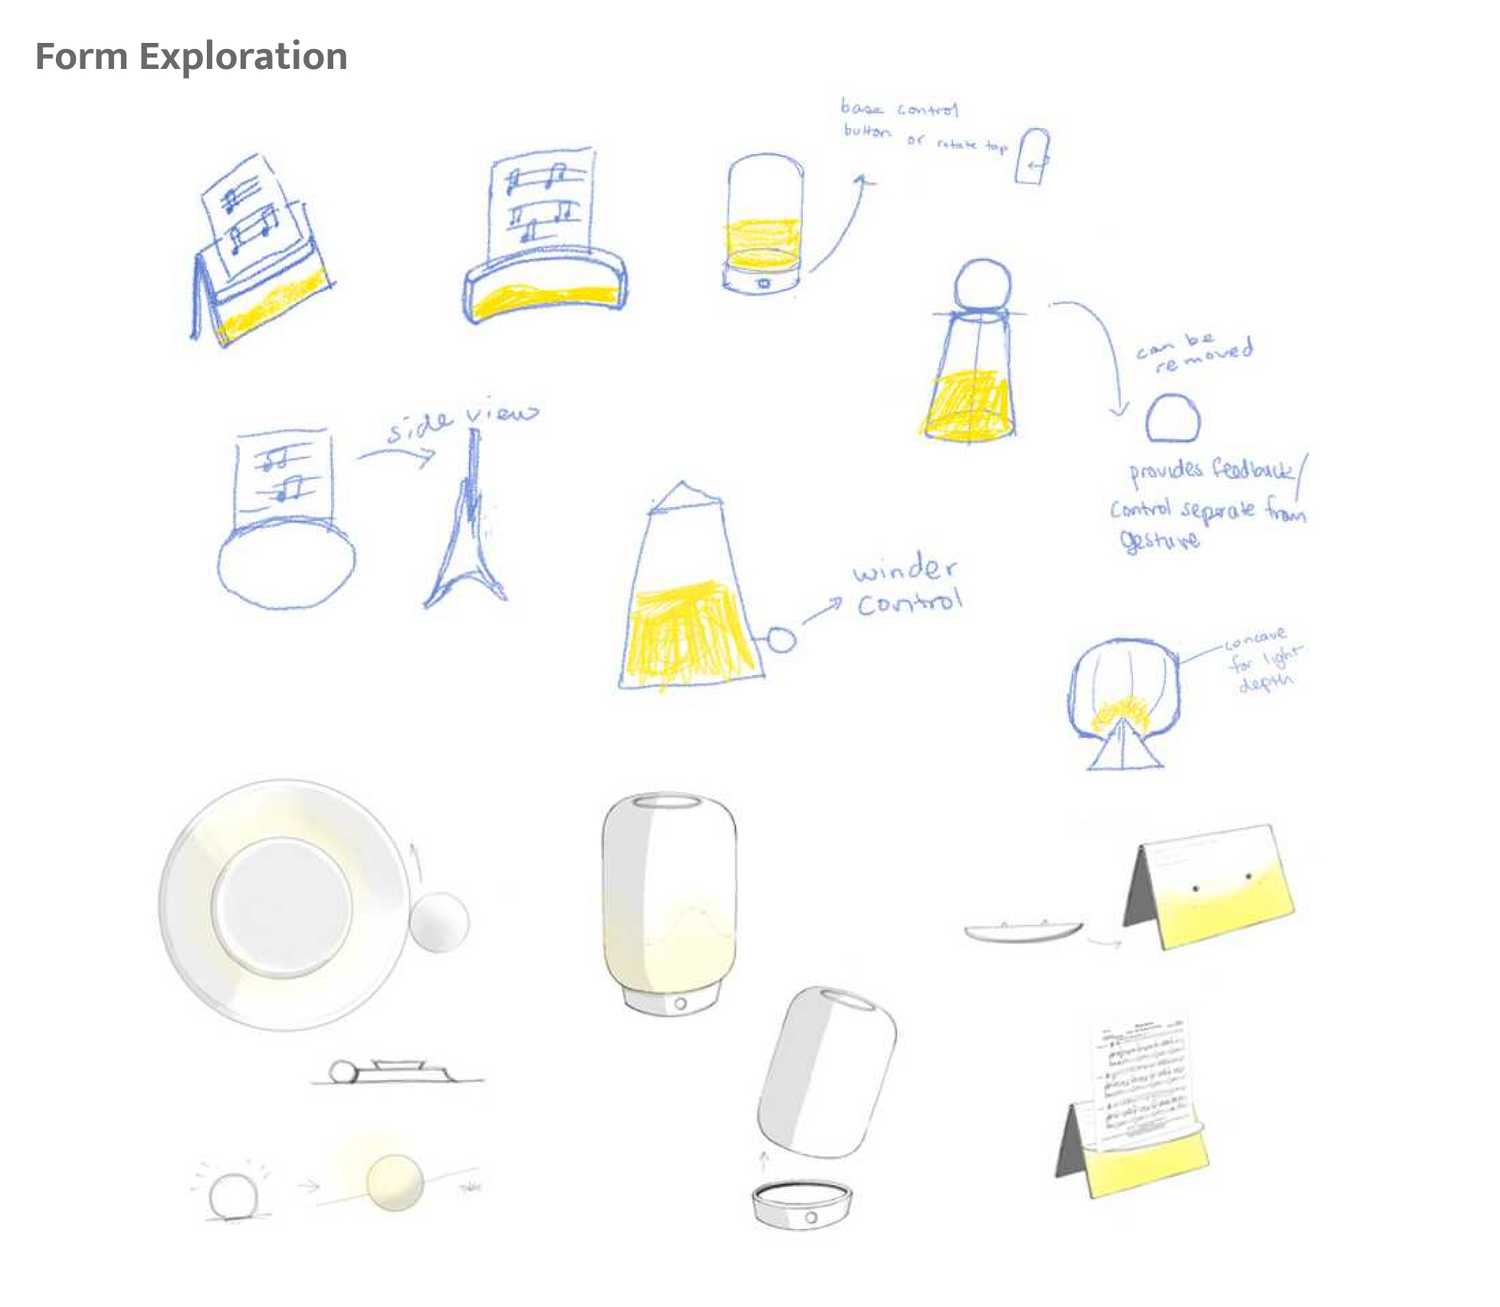 Form Exploration
base control
button or rotate top
can be
removed
provides feedback/
control seperate from
gesture
side view
winder
control
concave
for light
depth